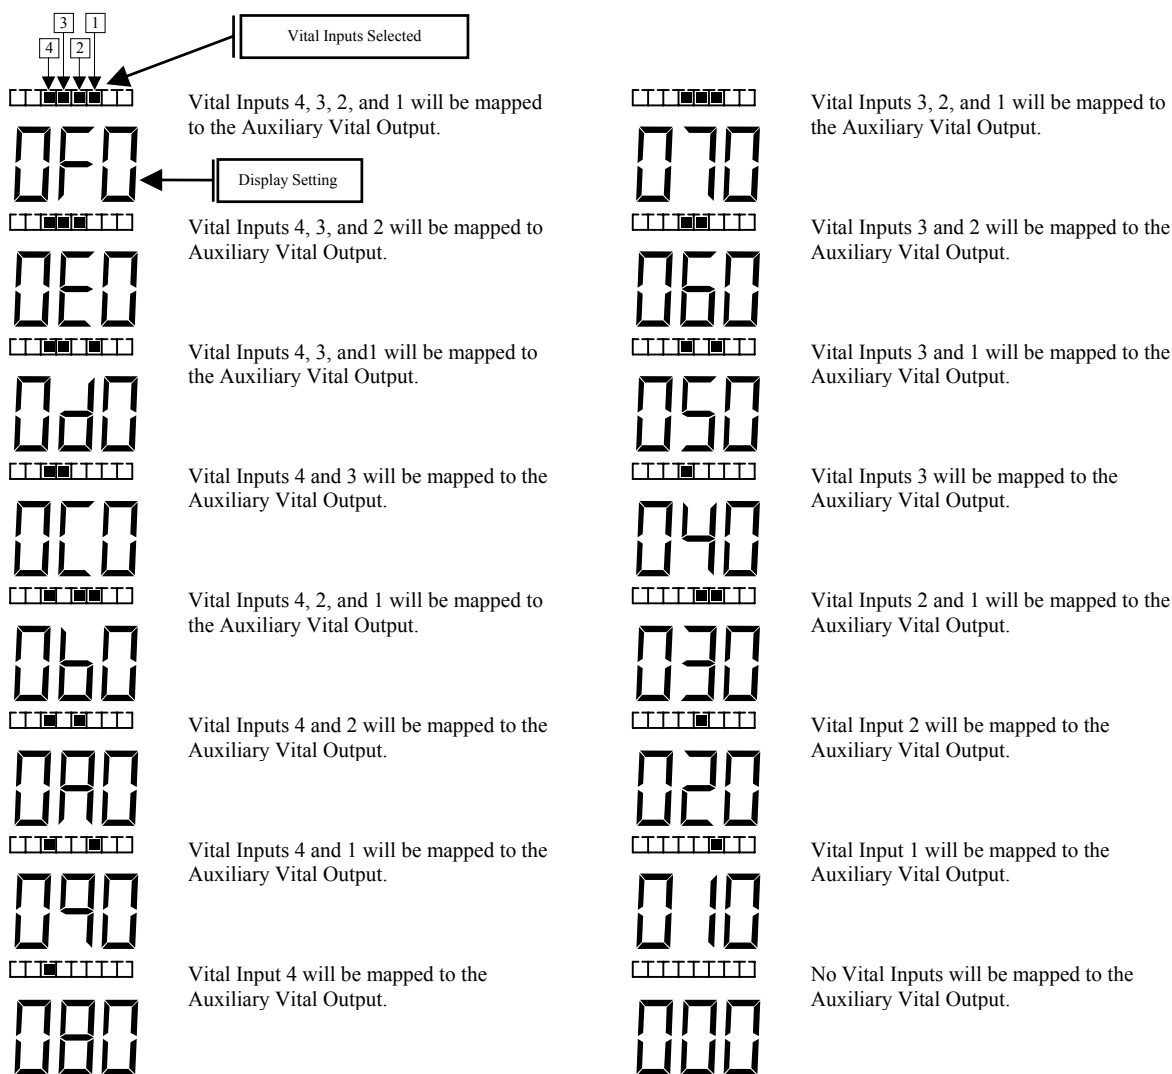 3 1
4 2
Vital Inputs Selected
Vital Inputs 4, 3, 2, and 1 will be mapped
to the Auxiliary Vital Output.
0F0
Display Setting
Vital Inputs 4, 3, and 2 will be mapped to
Auxiliary Vital Output.
0E0
Vital Inputs 4, 3, and1 will be mapped to
the Auxiliary Vital Output.
0d0
Vital Inputs 4 and 3 will be mapped to the
Auxiliary Vital Output.
0C0
Vital Inputs 4, 2, and 1 will be mapped to
the Auxiliary Vital Output.
0b0
Vital Inputs 4 and 2 will be mapped to the
Auxiliary Vital Output.
0A0
Vital Inputs 4 and 1 will be mapped to the
Auxiliary Vital Output.
090
Vital Input 4 will be mapped to the
Auxiliary Vital Output.
080
Vital Inputs 3, 2, and 1 will be mapped to
the Auxiliary Vital Output.
070
Vital Inputs 3 and 2 will be mapped to the
Auxiliary Vital Output.
060
Vital Inputs 3 and 1 will be mapped to the
Auxiliary Vital Output.
050
Vital Inputs 3 will be mapped to the
Auxiliary Vital Output.
040
Vital Inputs 2 and 1 will be mapped to the
Auxiliary Vital Output.
030
Vital Input 2 will be mapped to the
Auxiliary Vital Output.
020
Vital Input 1 will be mapped to the
Auxiliary Vital Output.
010
No Vital Inputs will be mapped to the
Auxiliary Vital Output.
000